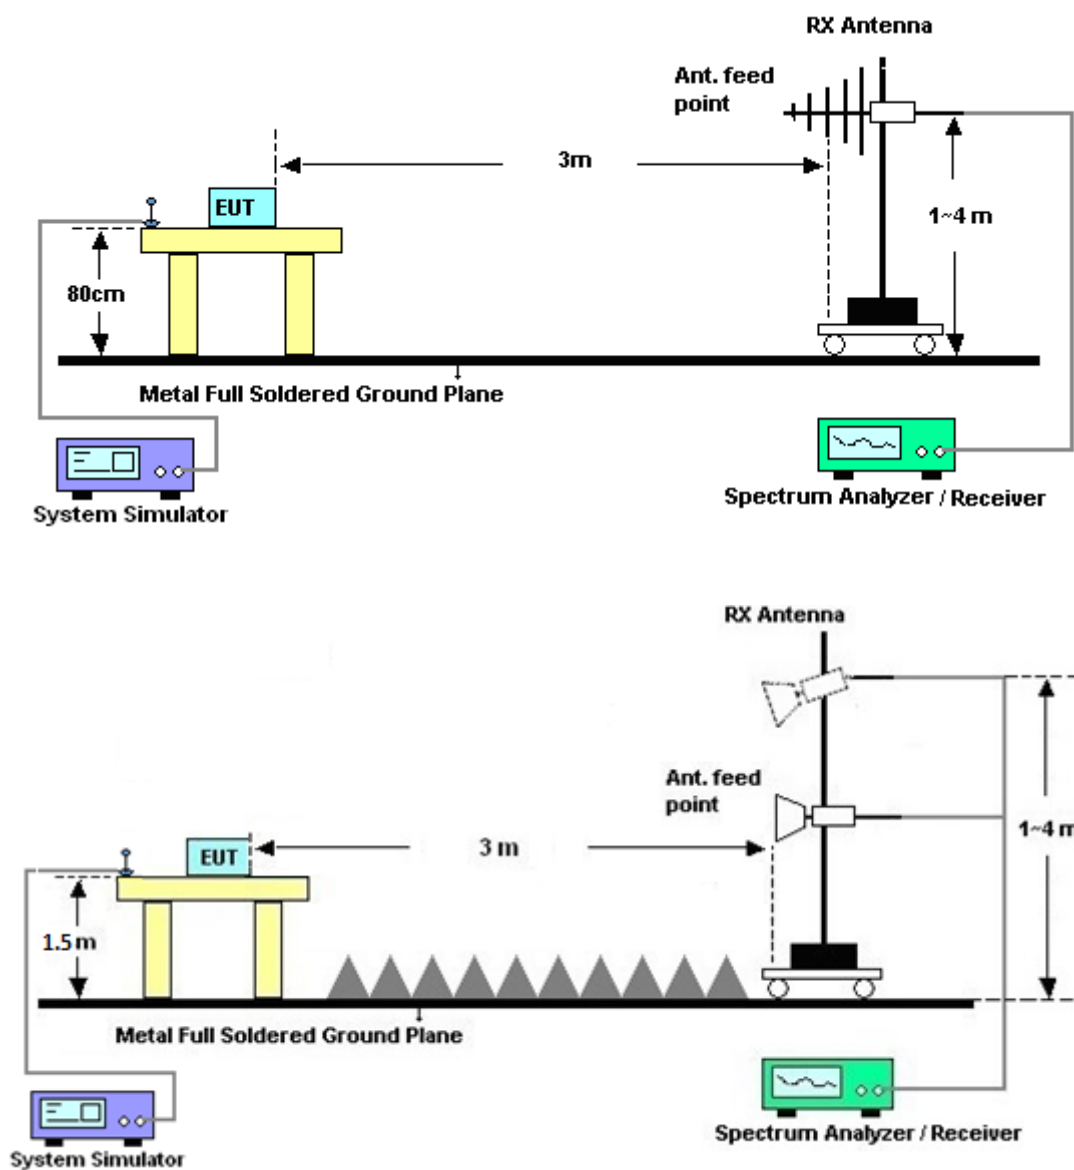 RX Antenna
Ant. feed
point
3m
EUT
1~4 m
80cm
Metal Full Soldered Ground Plane
System Simulator
Spectrum Analyzer / Receiver
RX Antenna
Ant. feed
point
1~4 m
3 m
EUT
1.5 m
Metal Full Soldered Ground Plane
System Simulator
Spectrum Analyzer / Receiver